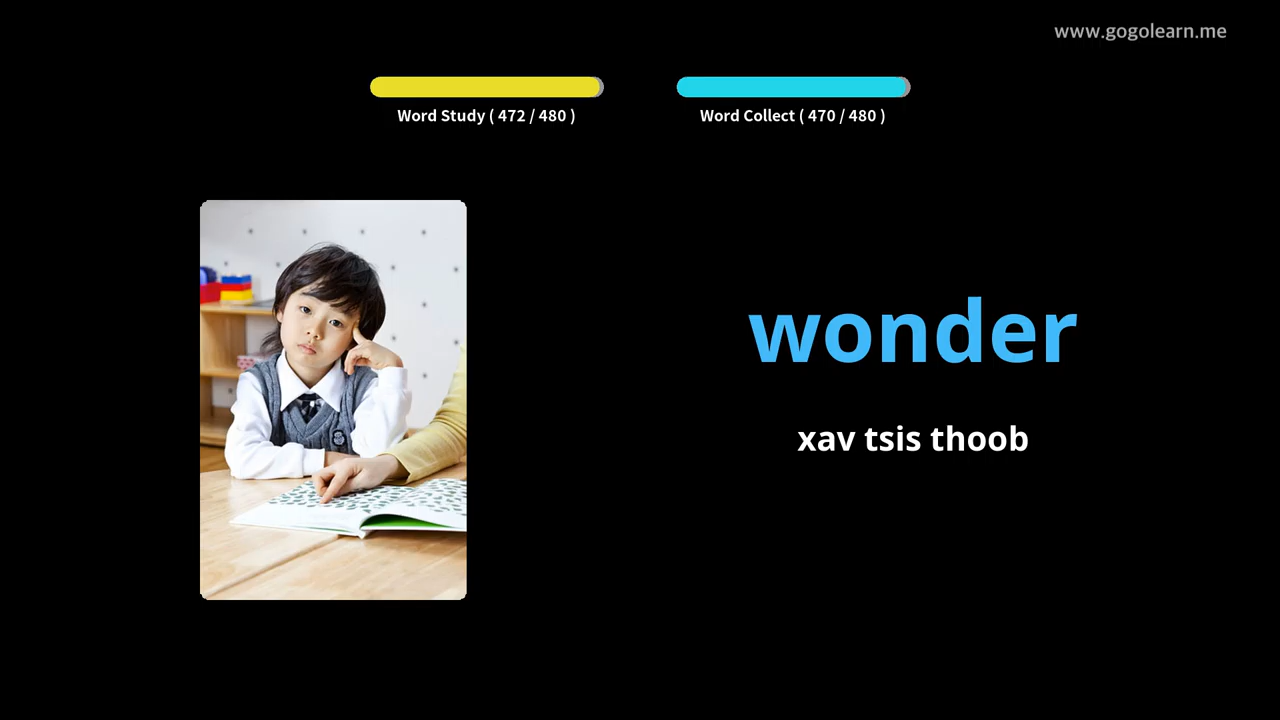 www.gogolearn.me
Word Study ( 472 / 480 )
Word Collect ( 470 / 480 )
wonder
xav tsis thoob